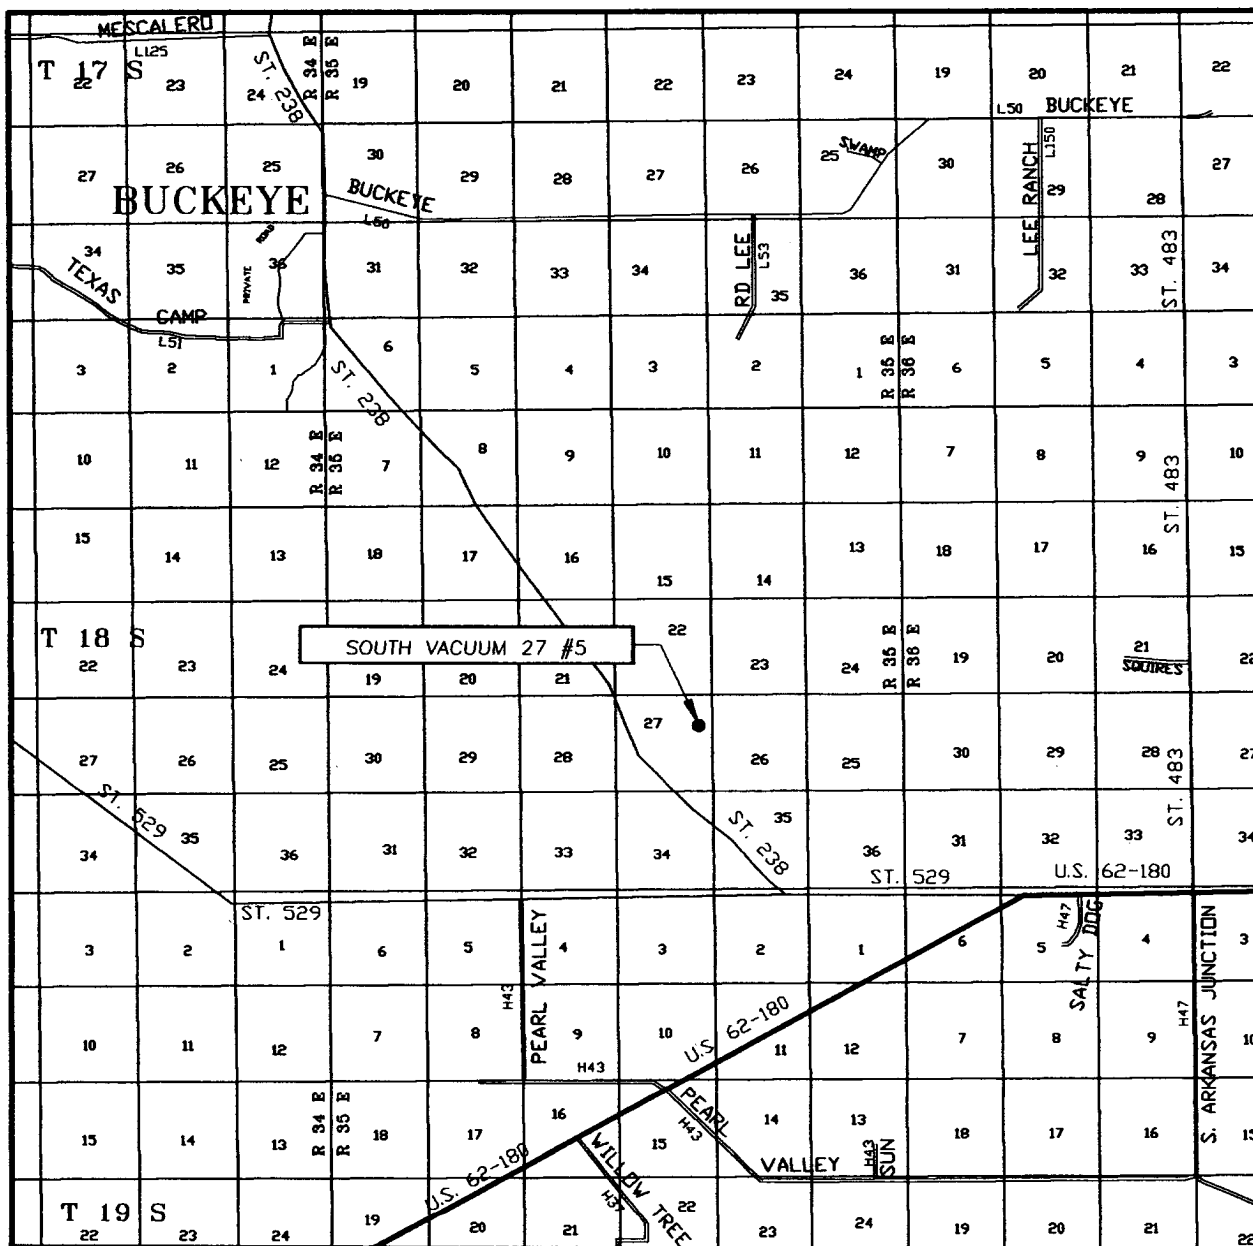 MESCALERO
L125
T 17 S
ST. 238
R 34 E
R 35 E
22 23 24 19 20 21 22 23 24 19 20 21 22
L50 BUCKEYE
L150
LEE RANCH
SWAMP
27 26 25 30 29 28 27 26 25 30 29 28 27
BUCKEYE
BUCKEYE
L50
ROAD
PRIVATE
RD LEE
L53
ST. 483
34 35 36 31 32 33 34 35 36 31 32 33 34
TEXAS
CAMP
L51
3 2 1 6 5 4 3 2 1 6 5 4 3
ST. 238
R 35 E
R 36 E
R 34 E
R 35 E
10 11 12 7 8 9 10 11 12 7 8 9 10
ST. 483
15 14 13 18 17 16 15 14 13 18 17 16 15
T 18 S
SOUTH VACUUM 27 #5
R 35 E
R 36 E
22 23 24 19 20 21 22 23 24 19 20 21 22
SQUIRES
27 26 25 30 29 28 27 26 25 30 29 28 27
ST. 483
ST. 529
ST. 238
34 35 36 31 32 33 34 35 36 31 32 33 34
ST. 529
U.S. 62-180
ST. 529
3 2 1 6 5 4 3 2 1 6 5 4 3
PEARL VALLEY
H43
H47
SALTY DOG
S. ARKANSAS JUNCTION
H47
U.S. 62-180
10 11 12 7 8 9 10 11 12 7 8 9 10
H43
R 34 E
R 35 E
PEARL
H43
VALLEY
H43
SUN
15 14 13 18 17 16 15 14 13 18 17 16 15
U.S. 62-180
WILLOW TREE
H37
T 19 S
22 23 24 19 20 21 22 23 24 19 20 21 22